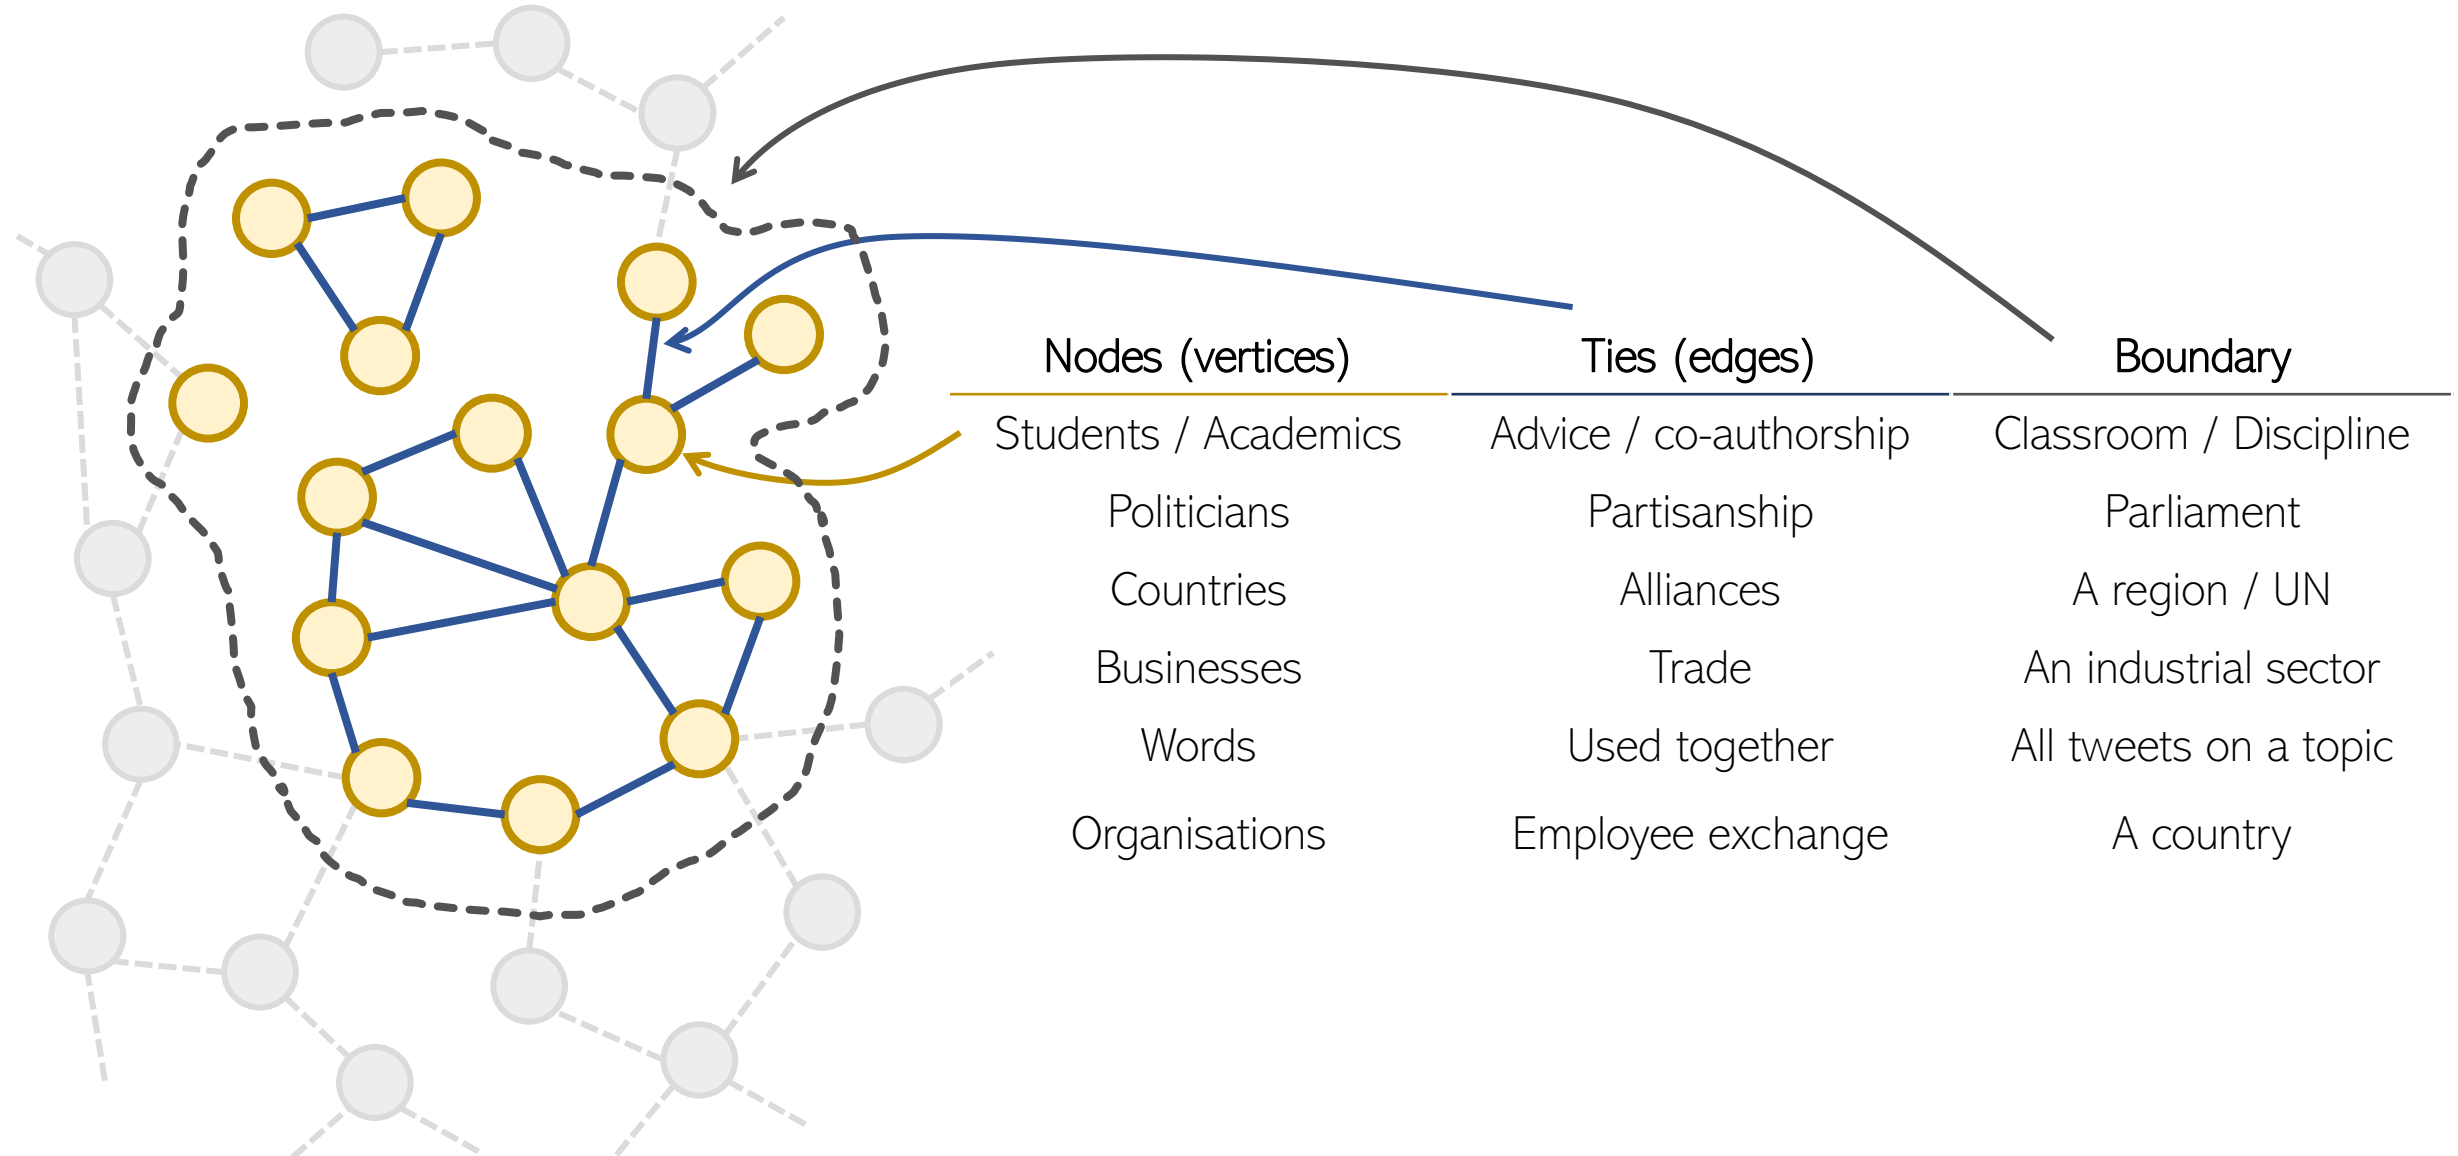 Nodes (vertices) Ties (edges) Boundary
Students / Academics Advice / co-authorship Classroom / Discipline
Politicians Partisanship Parliament
Countries Alliances A region / UN
Businesses Trade An industrial sector
Words Used together All tweets on a topic
Organisations Employee exchange A country